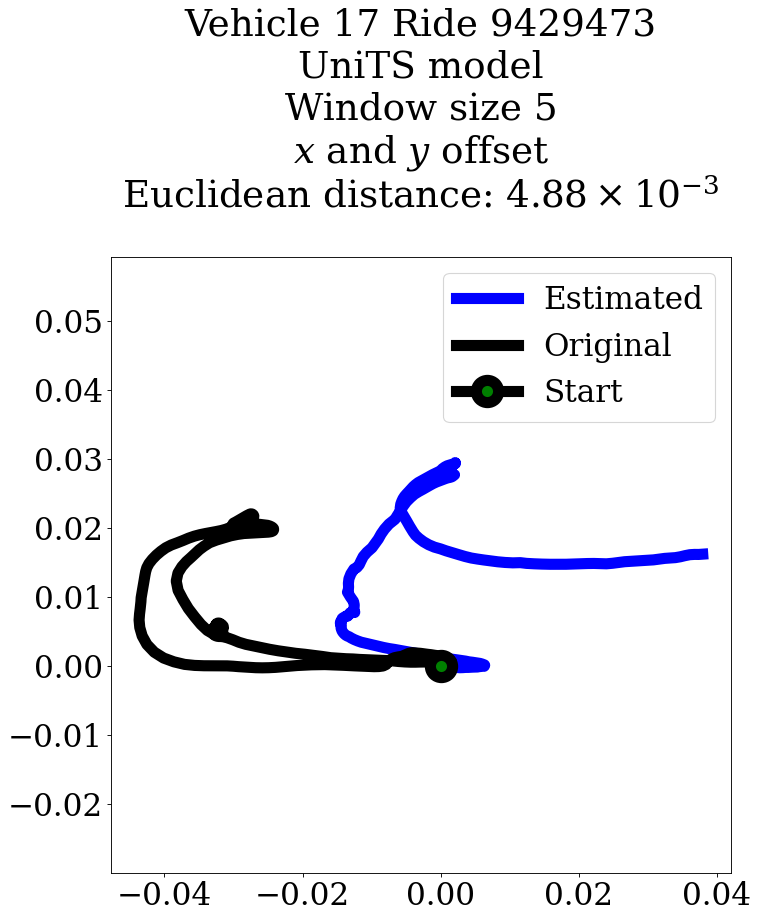 Vehicle 17 Ride 9429473
UniTS model
Window size 5
x and y offset
Euclidean distance: 4.88 × 10⁻³
Estimated
Original
Start
0.05
0.04
0.03
0.02
0.01
0.00
−0.01
−0.02
−0.04 −0.02 0.00 0.02 0.04